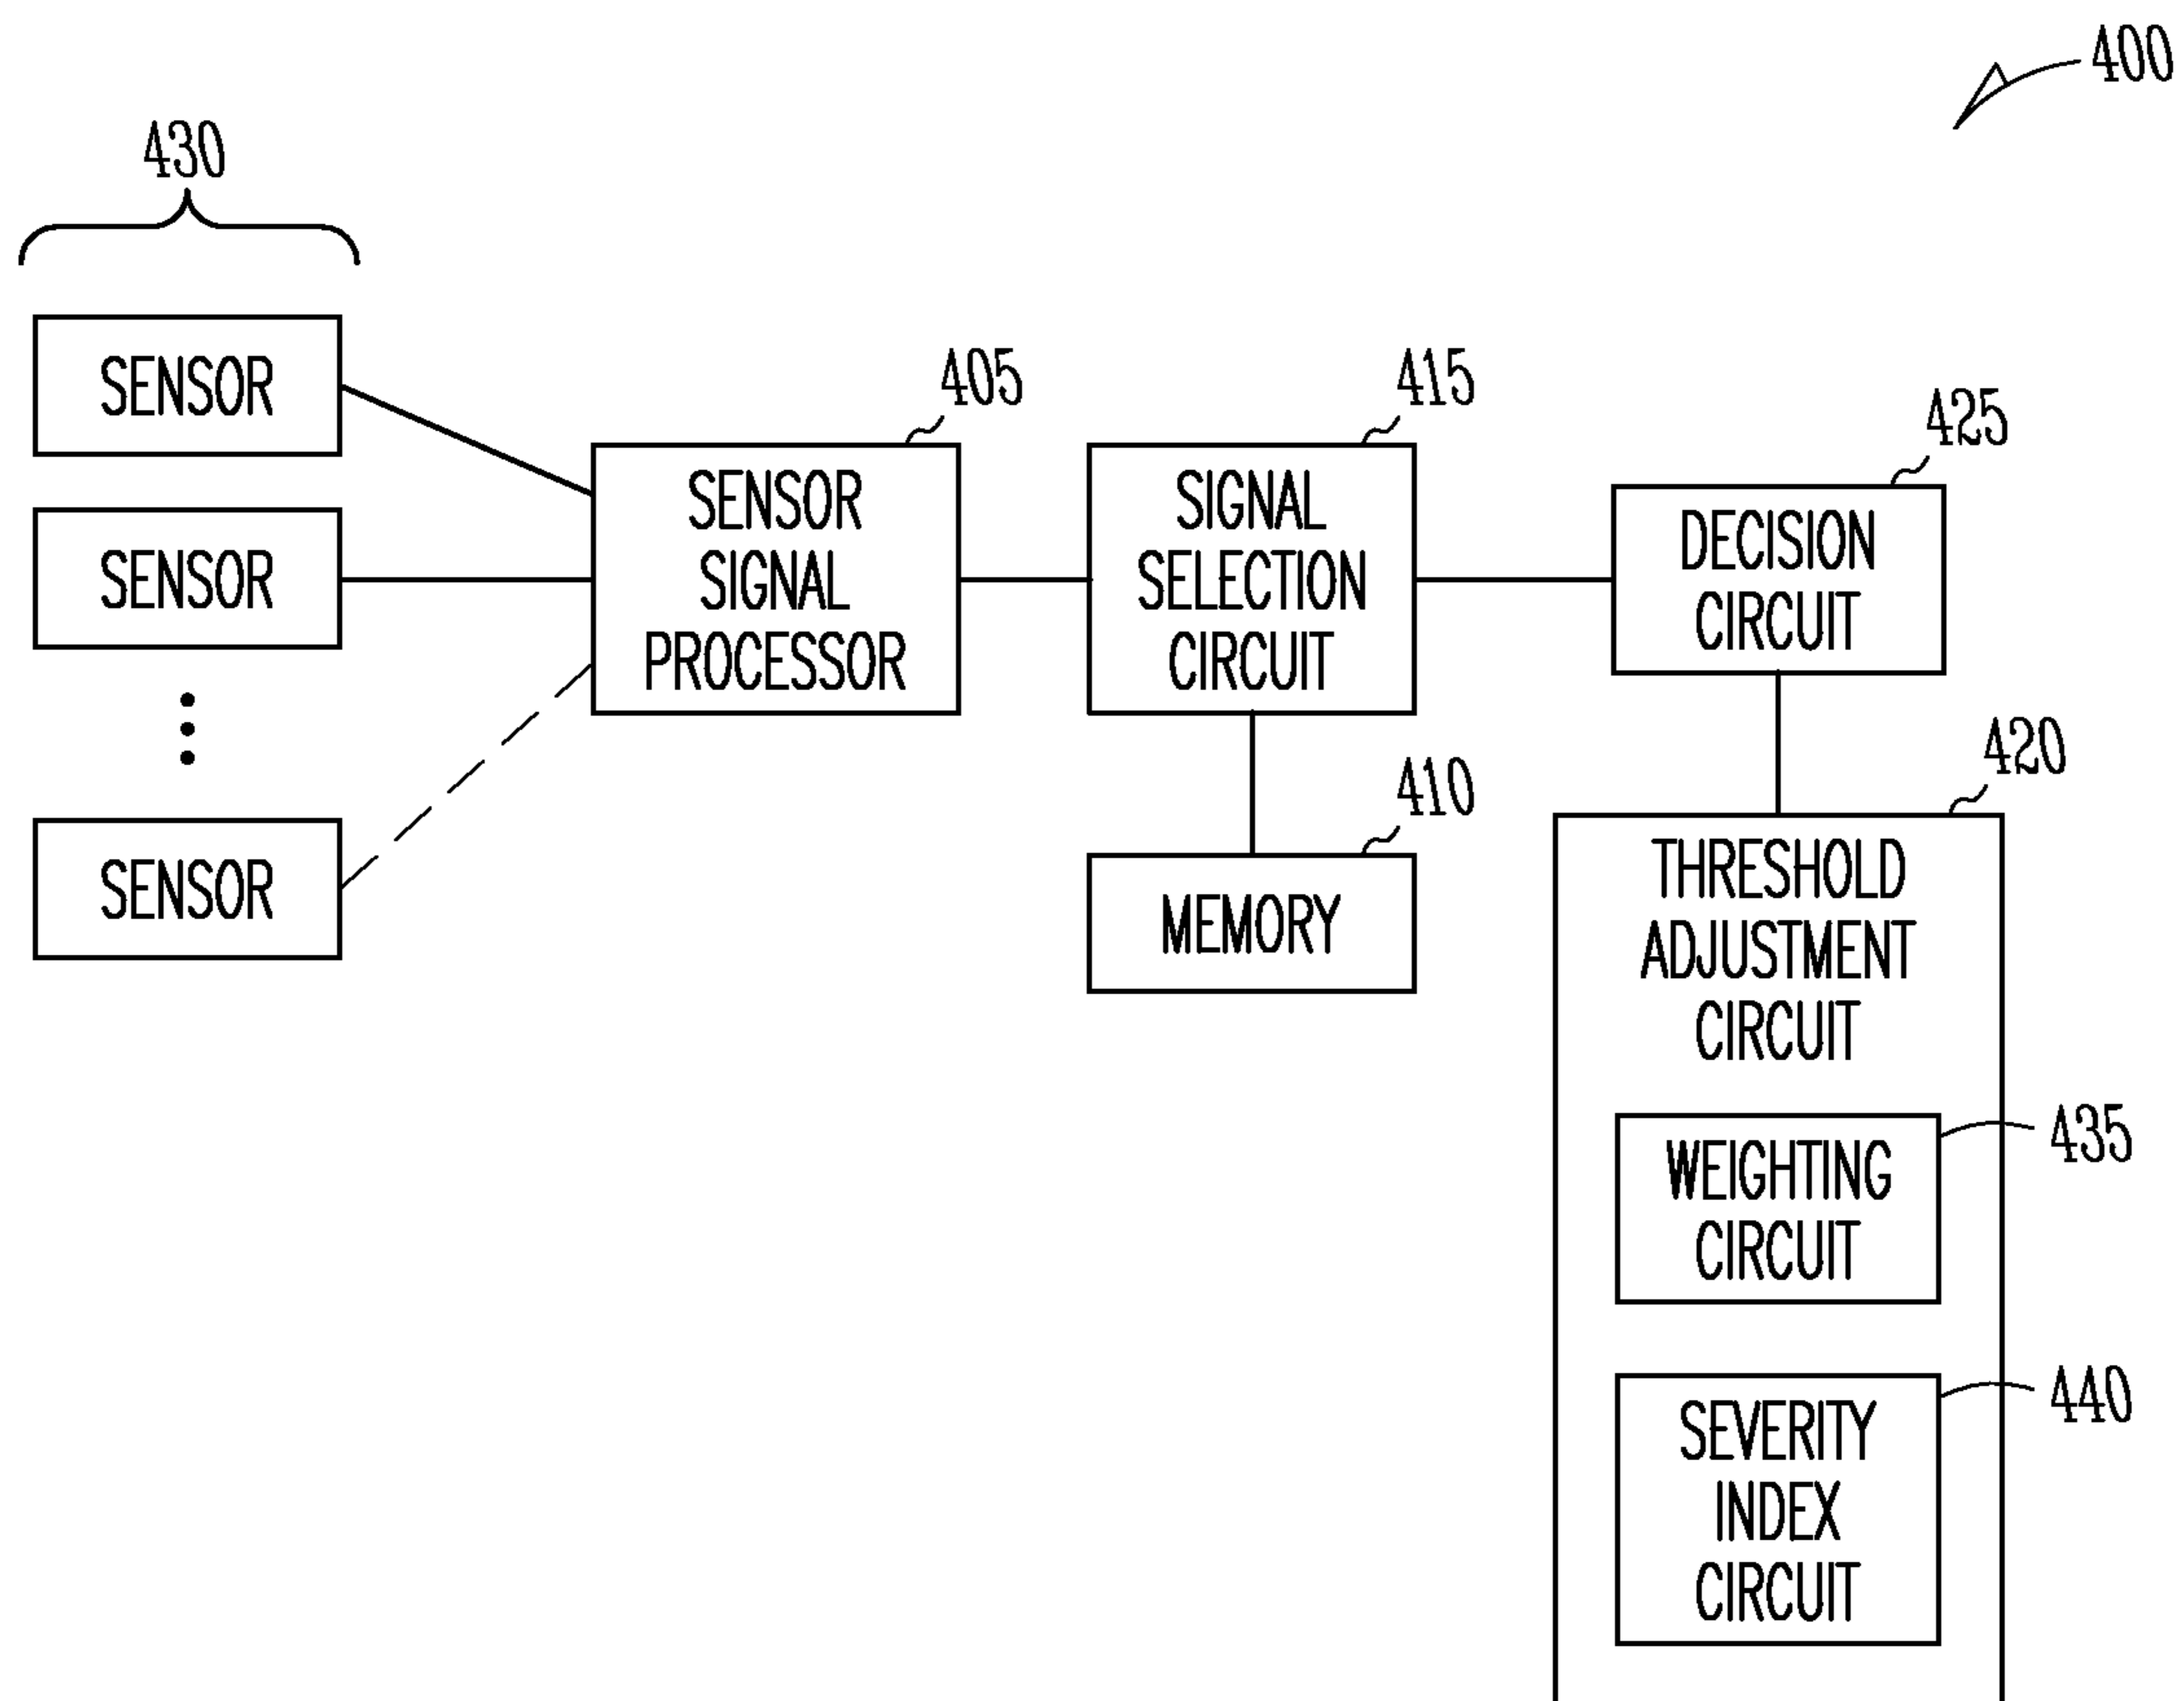 400
430
SENSOR
SENSOR
SENSOR
405
SENSOR
SIGNAL
PROCESSOR
415
SIGNAL
SELECTION
CIRCUIT
410
MEMORY
425
DECISION
CIRCUIT
420
THRESHOLD
ADJUSTMENT
CIRCUIT
435
WEIGHTING
CIRCUIT
440
SEVERITY
INDEX
CIRCUIT